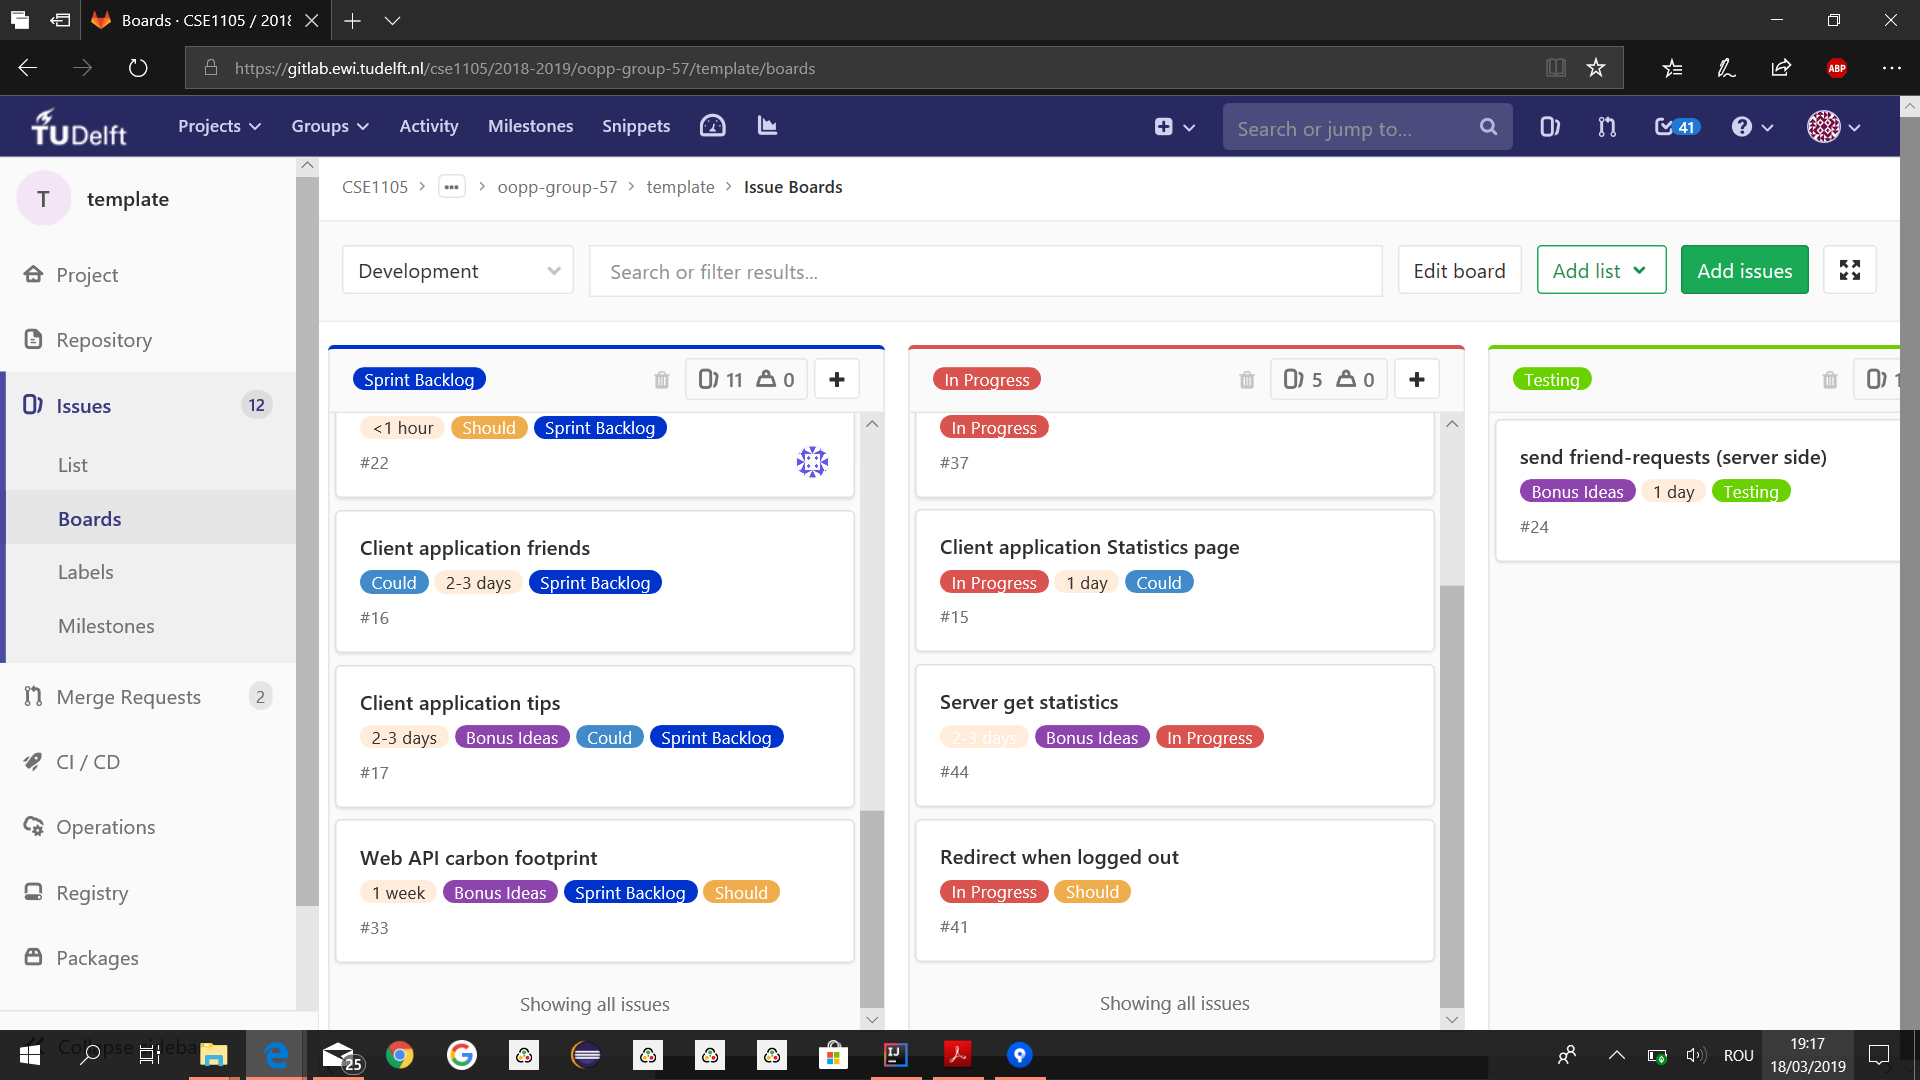 Boards · CSE1105 / 2018
https://gitlab.ewi.tudelft.nl/cse1105/2018-2019/oopp-group-57/template/boards
ABP
TUDelft
Projects Groups Activity Milestones Snippets
Search or jump to...
41
T template
Project
Repository
Issues 12
List
Boards
Labels
Milestones
Merge Requests 2
CI / CD
Operations
Registry
Packages
Collapse sidebar
CSE1105 > ... > oopp-group-57 > template > Issue Boards
Development
Search or filter results...
Edit board
Add list
Add issues
Sprint Backlog 11 0
<1 hour Should Sprint Backlog
#22
Client application friends
Could 2-3 days Sprint Backlog
#16
Client application tips
2-3 days Bonus Ideas Could Sprint Backlog
#17
Web API carbon footprint
1 week Bonus Ideas Sprint Backlog Should
#33
Showing all issues
In Progress 5 0
In Progress
#37
Client application Statistics page
In Progress 1 day Could
#15
Server get statistics
2-3 days Bonus Ideas In Progress
#44
Redirect when logged out
In Progress Should
#41
Showing all issues
Testing 1
send friend-requests (server side)
Bonus Ideas 1 day Testing
#24
25
IJ
ROU
19:17
18/03/2019